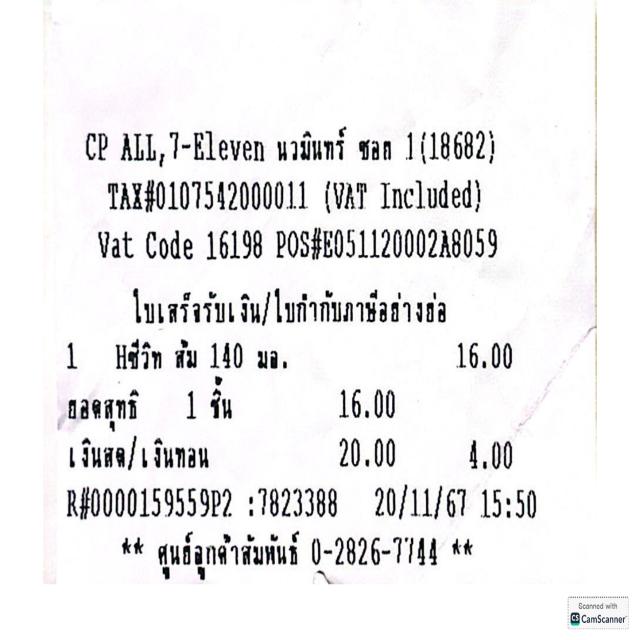 CP ALL,7-Eleven นวมินทร์ ซอย 1(18682)
TAX#0107542000011 (VAT Included)
Vat Code 16198 POS#E051120002A8059
ใบเสร็จรับเงิน/ใบกำกับภาษีอย่างย่อ
1 Hซีวิท ส้ม 140 มล. 16.00
ยอดสุทธิ 1 ชิ้น 16.00
เงินสด/เงินทอน 20.00 4.00
R#0000159559P2 :7823388 20/11/67 15:50
** ศูนย์ลูกค้าสัมพันธ์ 0-2826-7744 **
Scanned with
CS CamScanner